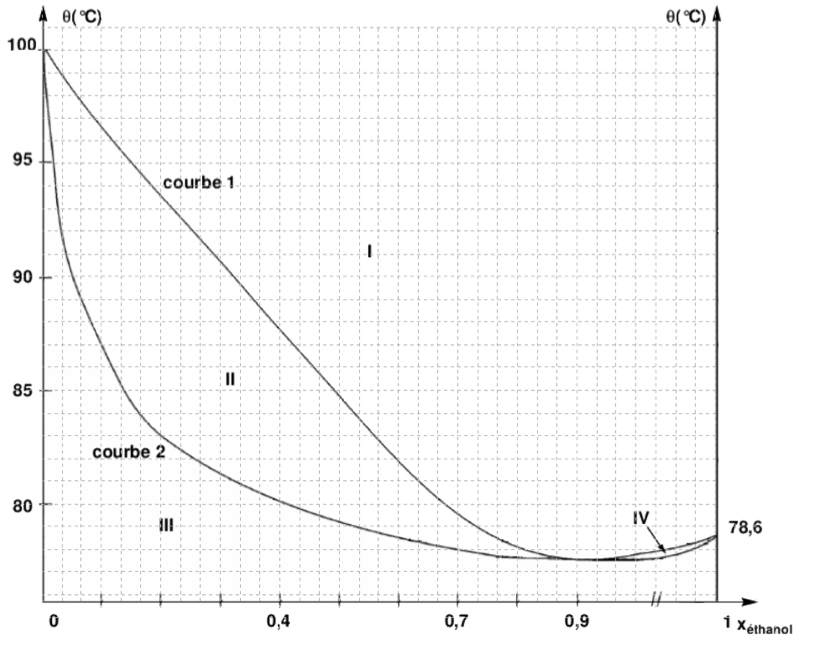 θ(°C) θ(°C)
100
95
courbe 1
I
90
II
85
courbe 2
80
IV
III
78,6
0 0,4 0,7 0,9 1 xéthanol